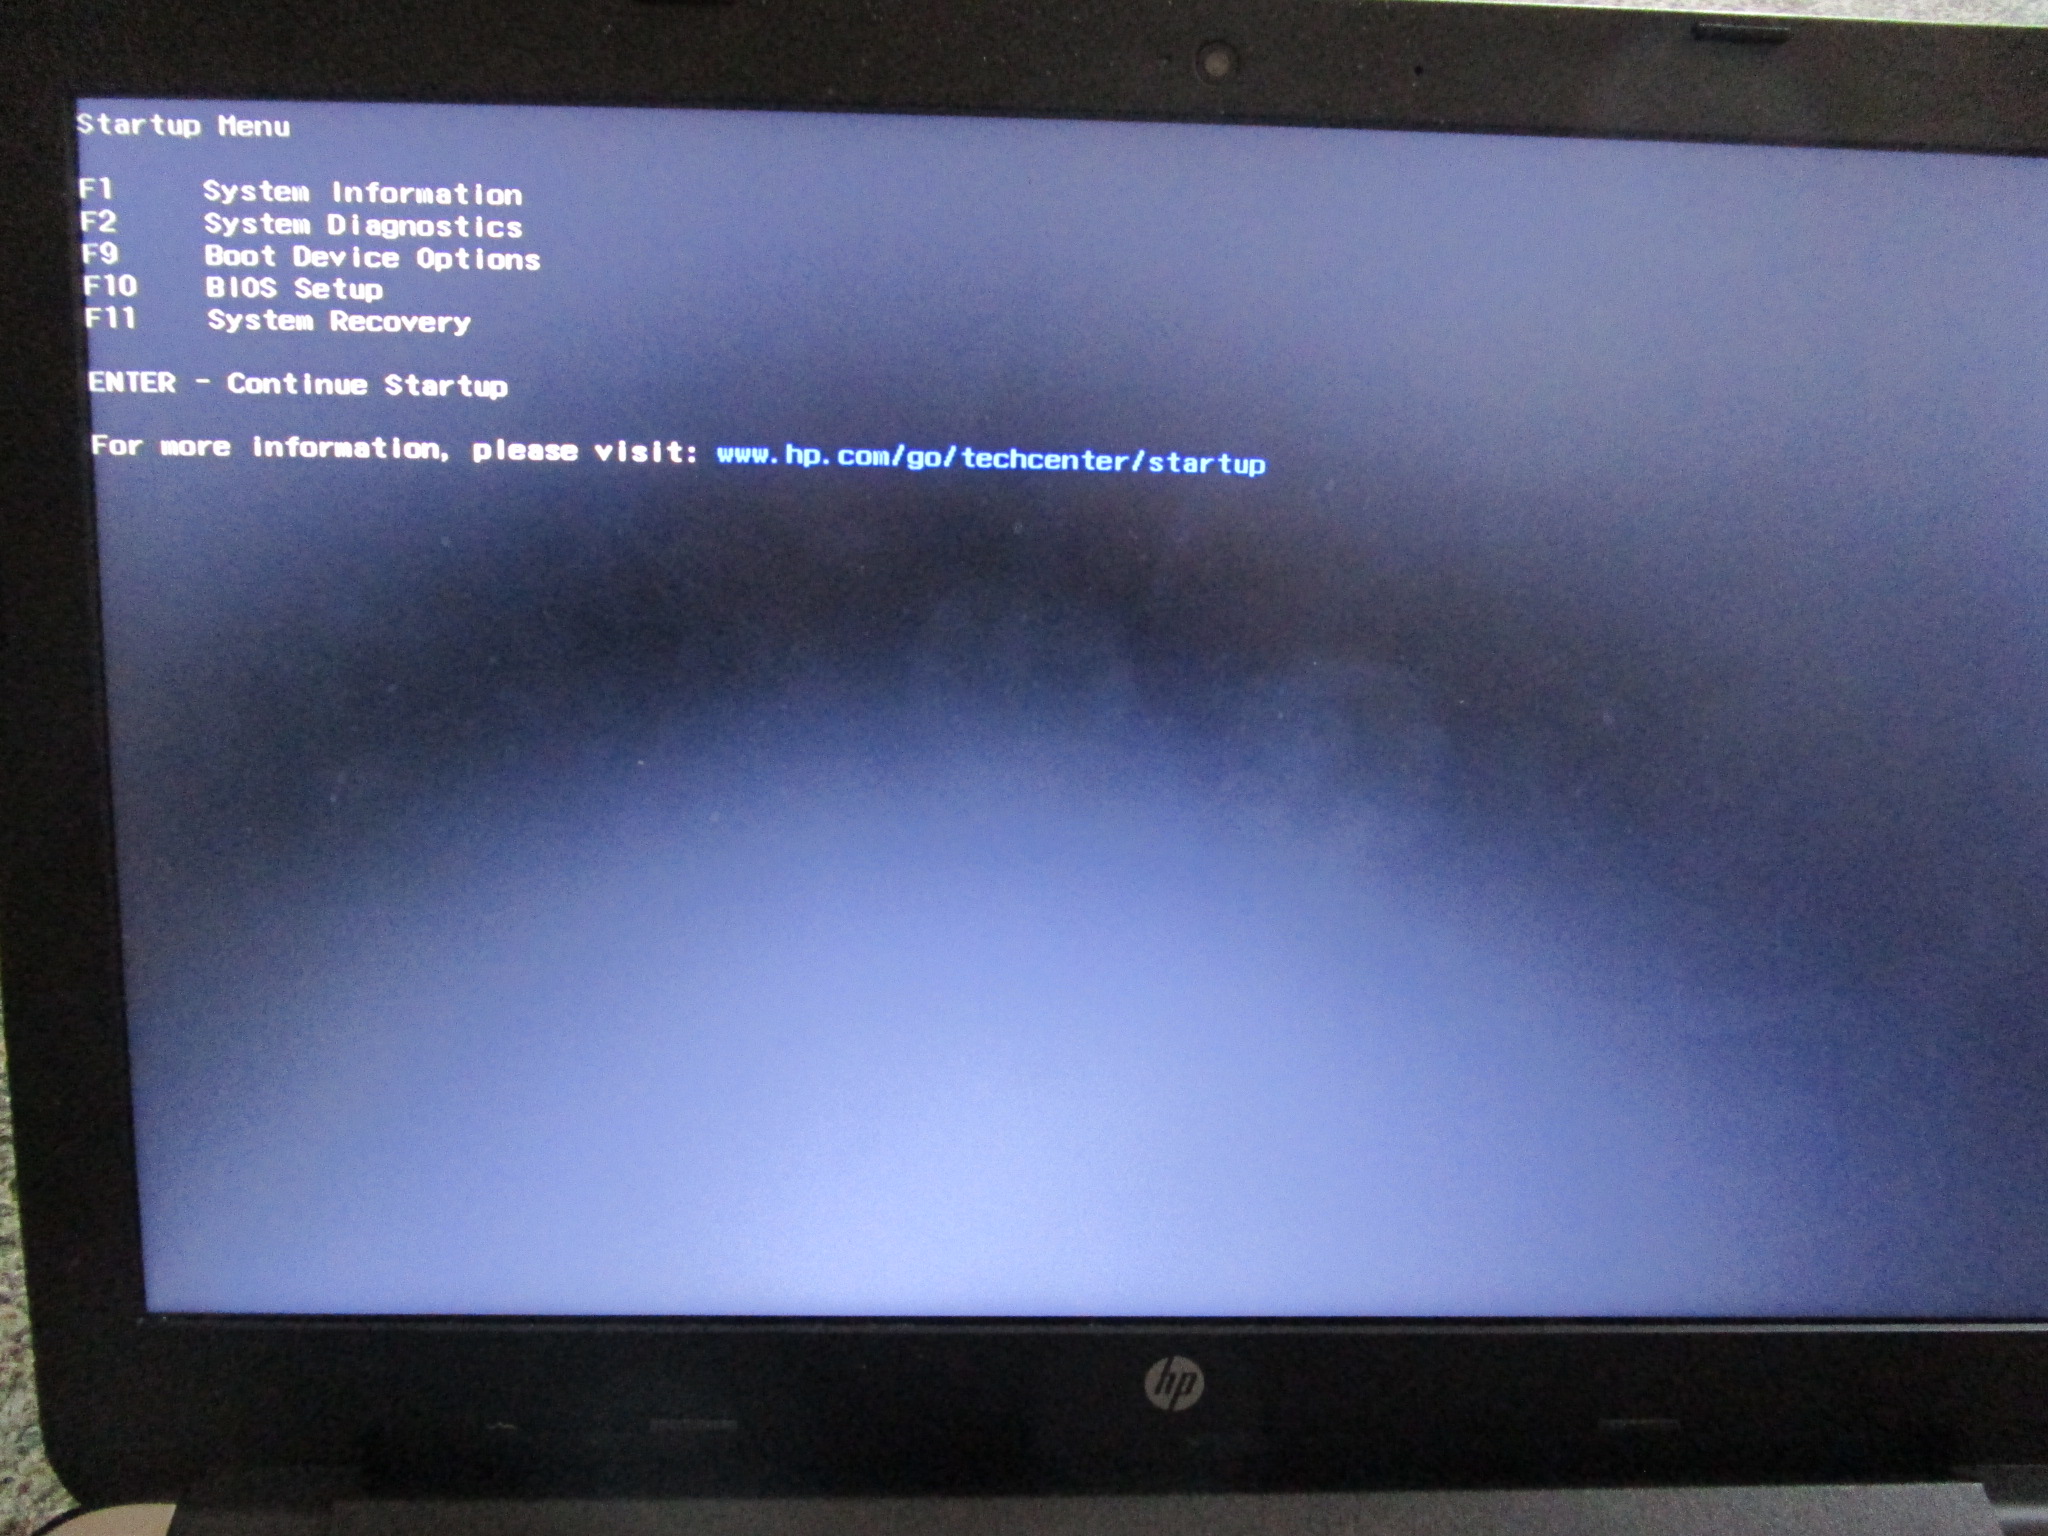 Startup Menu
F1 System Information
F2 System Diagnostics
F9 Boot Device Options
F10 BIOS Setup
F11 System Recovery
ENTER - Continue Startup
For more information, please visit: www.hp.com/go/techcenter/startup
hp